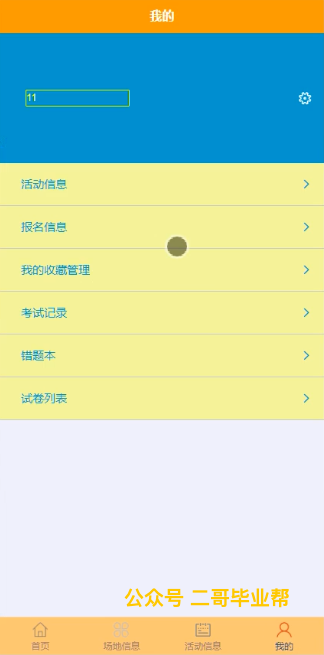 我的
11
活动信息
报名信息
我的收藏管理
考试记录
错题本
试卷列表
公众号 二哥毕业帮
首页
场地信息
活动信息
我的